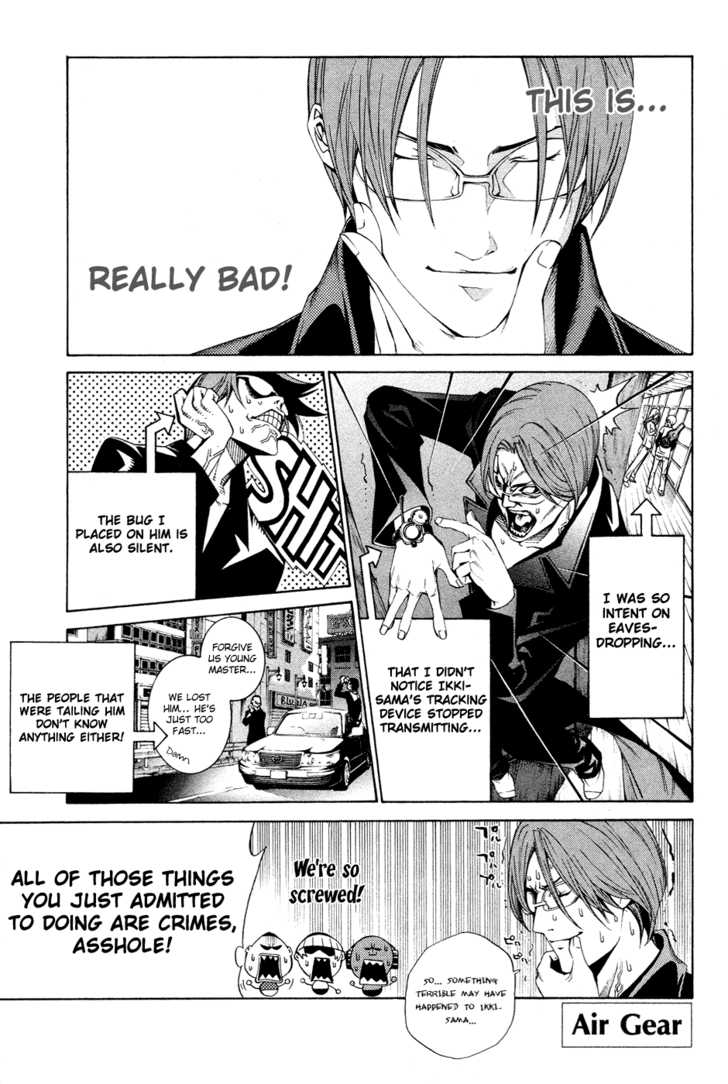 THIS IS...
REALLY BAD!
I WAS SO
INTENT ON
EAVES-
DROPPING...
THAT I DIDN'T
NOTICE IKKI-
SAMA'S TRACKING
DEVICE STOPPED
TRANSMITTING...
SHIT
THE BUG I
PLACED ON HIM IS
ALSO SILENT.
FORGIVE
US YOUNG
MASTER...
WE LOST
HIM... HE'S
JUST TOO
FAST...
Damn
THE PEOPLE THAT
WERE TAILING HIM
DON'T KNOW
ANYTHING EITHER!
We're so
screwed!
ALL OF THOSE THINGS
YOU JUST ADMITTED
TO DOING ARE CRIMES,
ASSHOLE!
SO... SOMETHING
TERRIBLE MAY HAVE
HAPPENED TO IKKI-
SAMA...
Air Gear